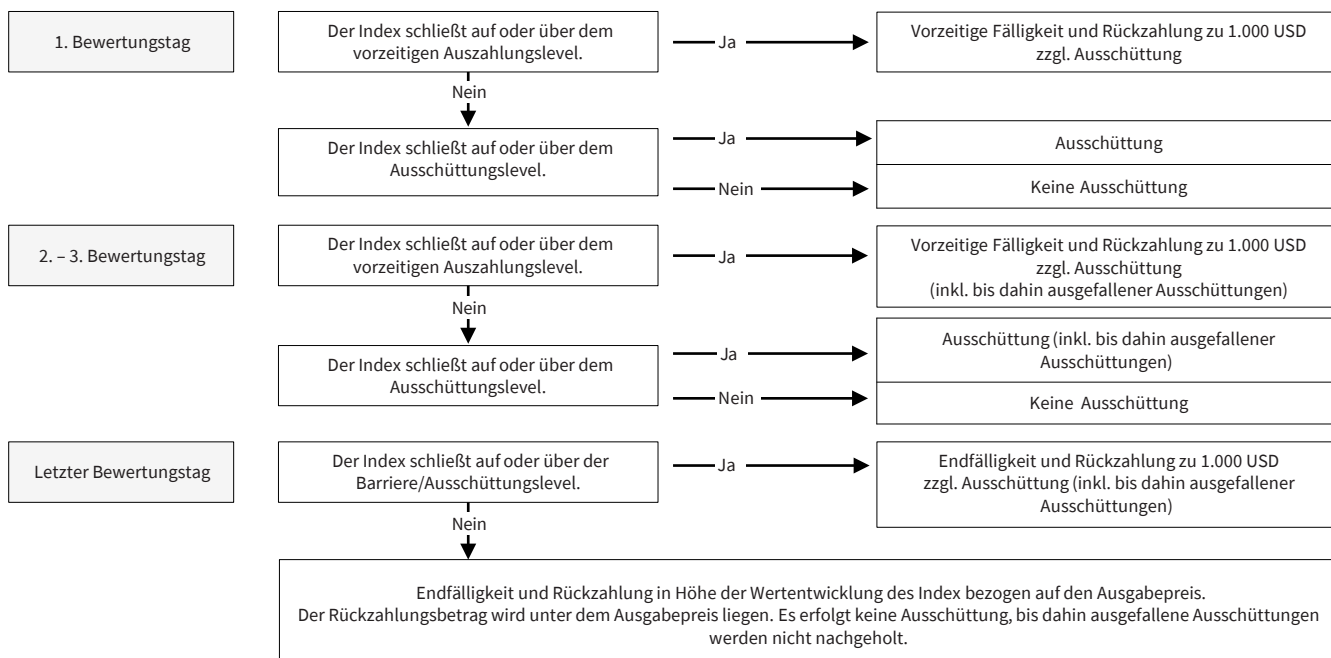 1. Bewertungstag
Der Index schließt auf oder über dem
vorzeitigen Auszahlungslevel.
Ja
Vorzeitige Fälligkeit und Rückzahlung zu 1.000 USD
zzgl. Ausschüttung
Nein
Der Index schließt auf oder über dem
Ausschüttungslevel.
Ja
Ausschüttung
Nein
Keine Ausschüttung
2. – 3. Bewertungstag
Der Index schließt auf oder über dem
vorzeitigen Auszahlungslevel.
Ja
Vorzeitige Fälligkeit und Rückzahlung zu 1.000 USD
zzgl. Ausschüttung
(inkl. bis dahin ausgefallener Ausschüttungen)
Nein
Der Index schließt auf oder über dem
Ausschüttungslevel.
Ja
Ausschüttung (inkl. bis dahin ausgefallener
Ausschüttungen)
Nein
Keine Ausschüttung
Letzter Bewertungstag
Der Index schließt auf oder über der
Barriere/Ausschüttungslevel.
Ja
Endfälligkeit und Rückzahlung zu 1.000 USD
zzgl. Ausschüttung (inkl. bis dahin ausgefallener
Ausschüttungen)
Nein
Endfälligkeit und Rückzahlung in Höhe der Wertentwicklung des Index bezogen auf den Ausgabepreis.
Der Rückzahlungsbetrag wird unter dem Ausgabepreis liegen. Es erfolgt keine Ausschüttung, bis dahin ausgefallene Ausschüttungen
werden nicht nachgeholt.